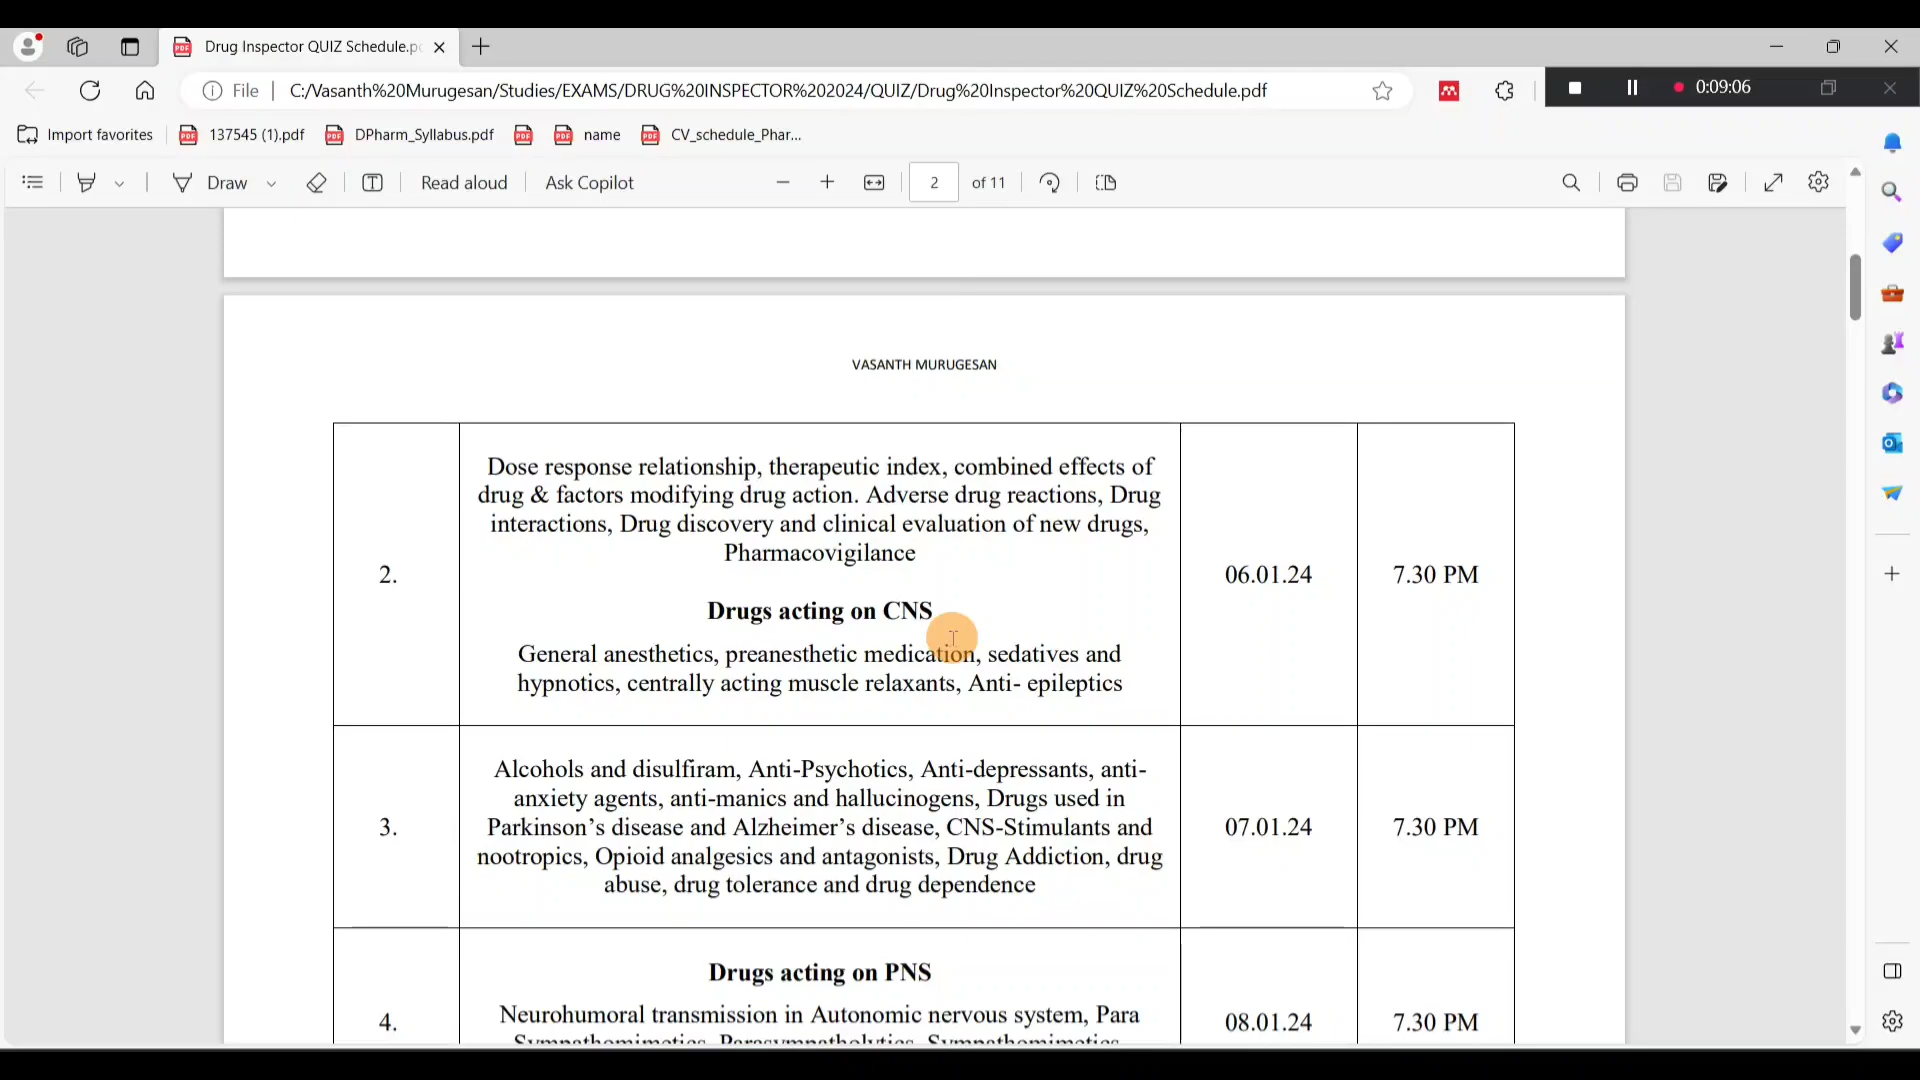 Drug Inspector QUIZ Schedule.p
File
C:/Vasanth%20Murugesan/Studies/EXAMS/DRUG%20INSPECTOR%202024/QUIZ/Drug%20Inspector%20QUIZ%20Schedule.pdf
0:09:06
Import favorites
137545 (1).pdf
DPharm_Syllabus.pdf
name
CV_schedule_Phar...
Draw
Read aloud
Ask Copilot
2
of 11
VASANTH MURUGESAN
2.
Dose response relationship, therapeutic index, combined effects of
drug & factors modifying drug action. Adverse drug reactions, Drug
interactions, Drug discovery and clinical evaluation of new drugs,
Pharmacovigilance
Drugs acting on CNS
General anesthetics, preanesthetic medication, sedatives and
hypnotics, centrally acting muscle relaxants, Anti- epileptics
06.01.24
7.30 PM
3.
Alcohols and disulfiram, Anti-Psychotics, Anti-depressants, anti-
anxiety agents, anti-manics and hallucinogens, Drugs used in
Parkinson’s disease and Alzheimer’s disease, CNS-Stimulants and
nootropics, Opioid analgesics and antagonists, Drug Addiction, drug
abuse, drug tolerance and drug dependence
07.01.24
7.30 PM
4.
Drugs acting on PNS
Neurohumoral transmission in Autonomic nervous system, Para
Sympathomimetics, Parasympatholytics, Sympathomimetics
08.01.24
7.30 PM